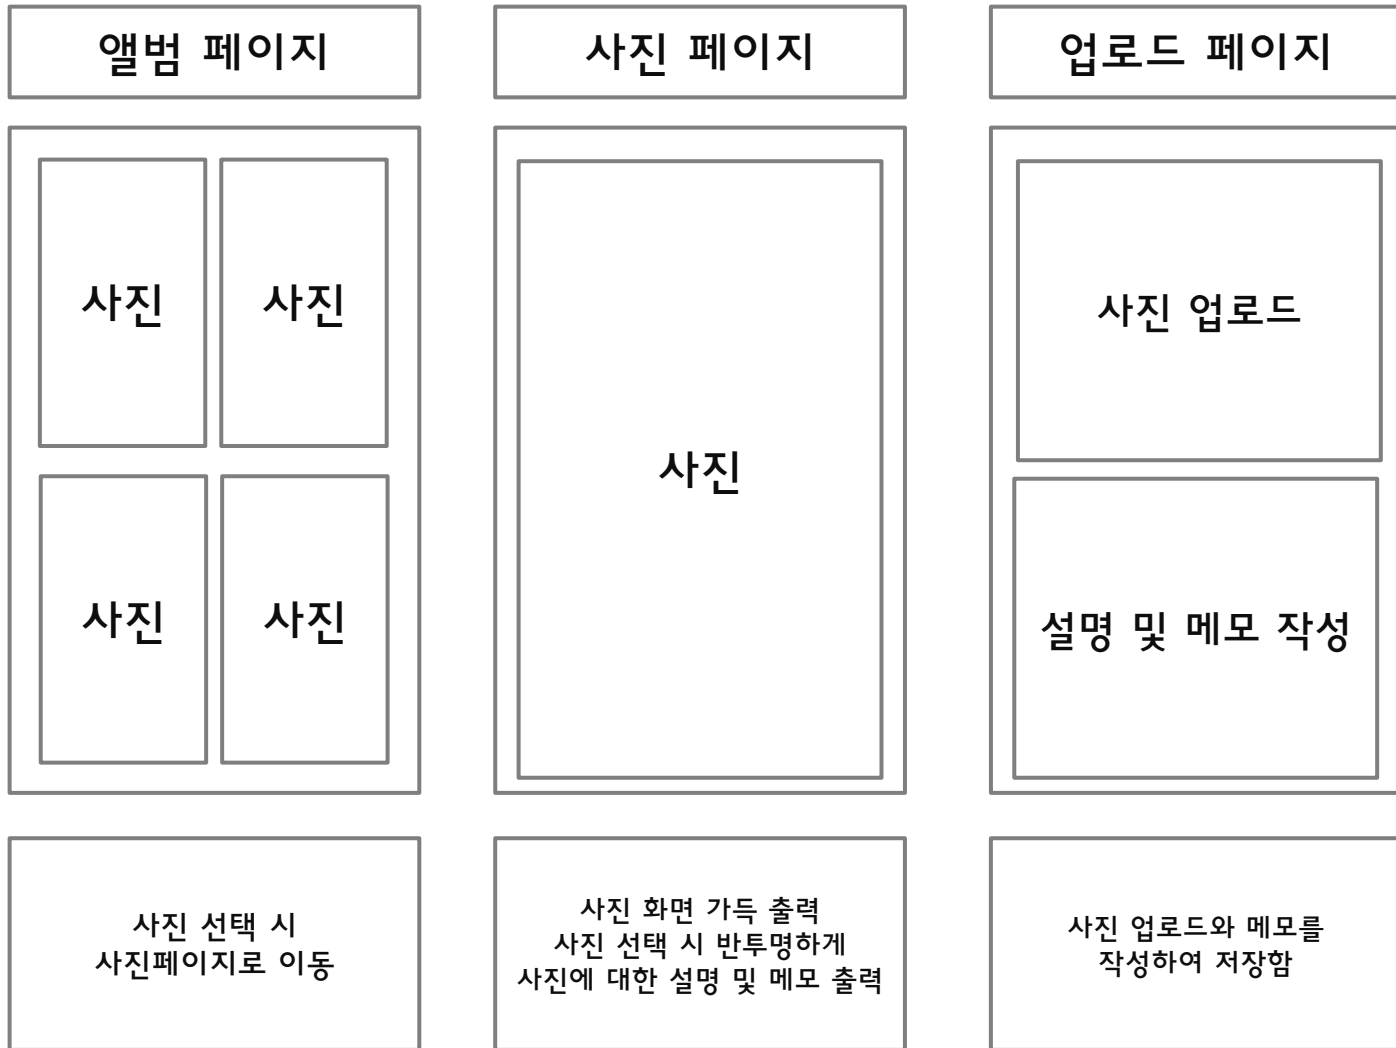 앨범 페이지
사진 페이지
업로드 페이지
사진
사진
사진
사진
사진
사진 업로드
설명 및 메모 작성
사진 선택 시
사진페이지로 이동
사진 화면 가득 출력
사진 선택 시 반투명하게
사진에 대한 설명 및 메모 출력
사진 업로드와 메모를
작성하여 저장함